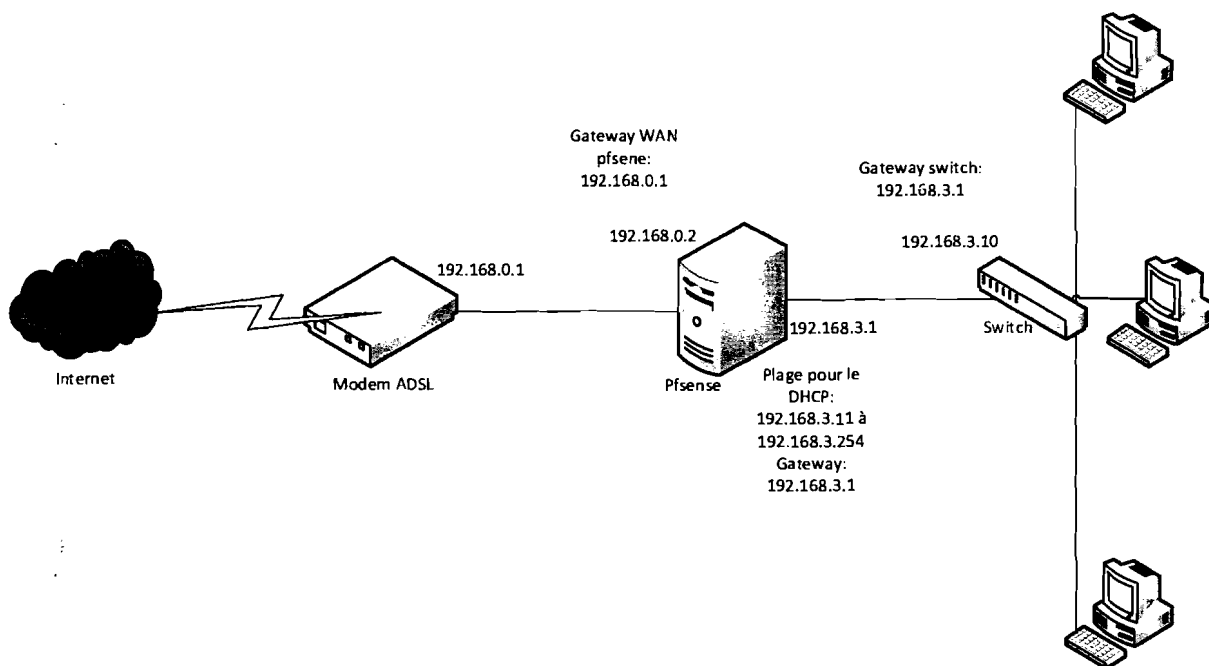 Gateway WAN
pfsene:
192.168.0.1
Gateway switch:
192.168.3.1
192.168.0.2
192.168.3.10
192.168.0.1
192.168.3.1
Switch
Internet
Modem ADSL
Pfsense
Plage pour le
DHCP:
192.168.3.11 à
192.168.3.254
Gateway:
192.168.3.1